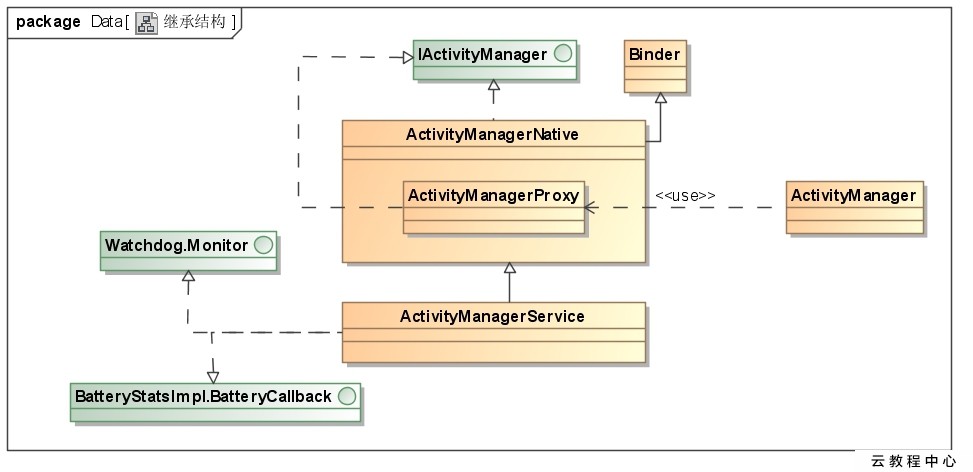 package Data[ 继承结构 ]
IActivityManager
Binder
ActivityManagerNative
ActivityManagerProxy
<<use>>
ActivityManager
Watchdog.Monitor
ActivityManagerService
BatteryStatsImpl.BatteryCallback
云教程中心